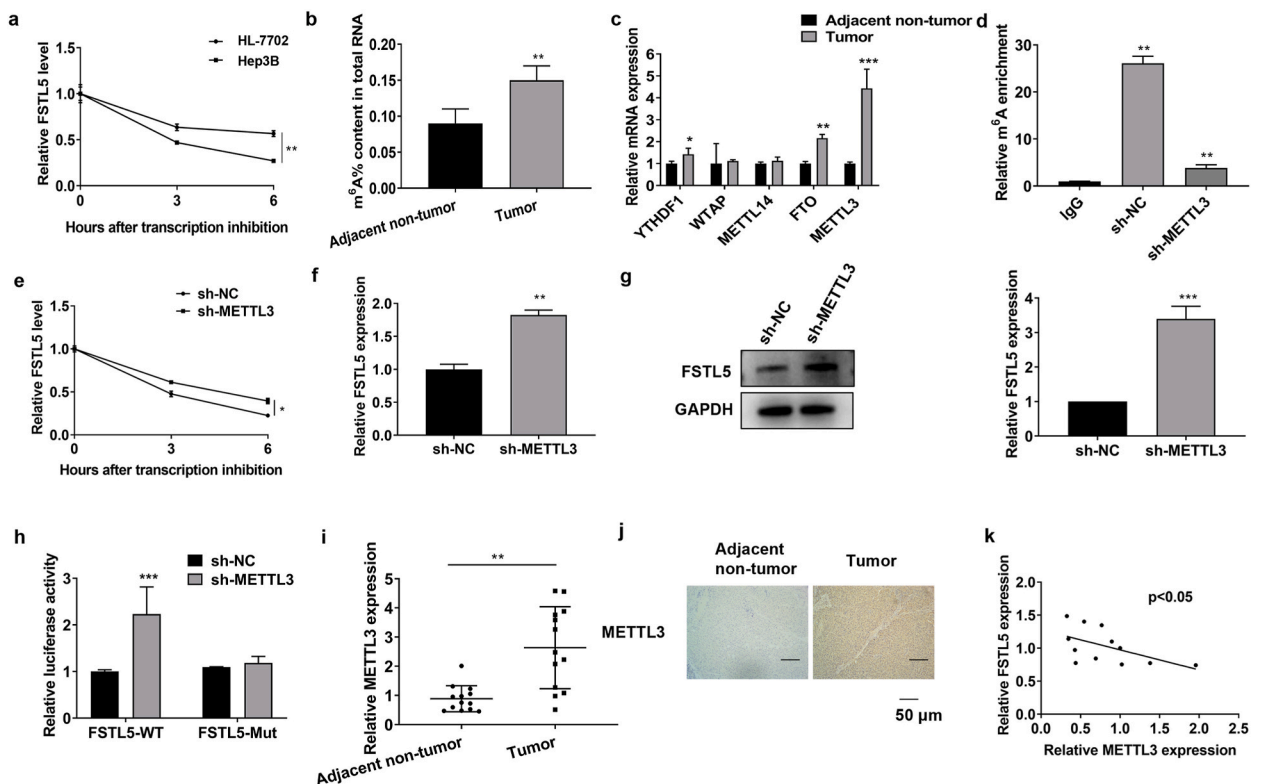 a
Relative FSTL5 level
1.5
1.0
0.5
0.0
0 3 6
Hours after transcription inhibition
HL-7702
Hep3B
**
b
m6A% content in total RNA
0.20
0.15
0.10
0.05
0.00
**
Adjacent non-tumor
Tumor
c
Adjacent non-tumor
Tumor
Relative mRNA expression
6
5
4
3
2
1
0
*
**
***
YTHDF1
WTAP
METTL14
FTO
METTL3
d
Relative m6A enrichment
30
20
10
0
**
**
IgG
sh-NC
sh-METTL3
e
Relative FSTL5 level
1.5
1.0
0.5
0.0
0 3 6
Hours after transcription inhibition
sh-NC
sh-METTL3
*
f
Relative FSTL5 expression
2.0
1.5
1.0
0.5
0.0
**
sh-NC sh-METTL3
g
sh-NC
sh-METTL3
FSTL5
GAPDH
Relative FSTL5 expression
4
3
2
1
0
***
sh-NC sh-METTL3
h
sh-NC
sh-METTL3
Relative luciferase activity
3
2
1
0
***
FSTL5-WT FSTL5-Mut
i
Relative METTL3 expression
5
4
3
2
1
0
**
Adjacent non-tumor
Tumor
j
Adjacent
non-tumor
Tumor
METTL3
50 μm
k
Relative FSTL5 expression
2.0
1.5
1.0
0.5
0.0
p<0.05
0.0 0.5 1.0 1.5 2.0 2.5
Relative METTL3 expression